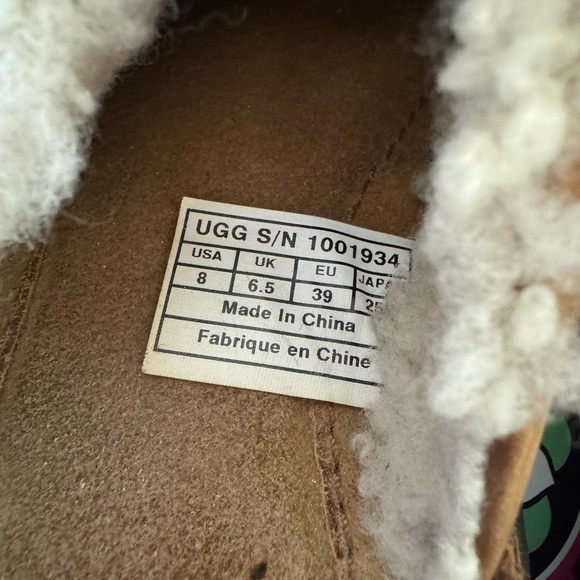 UGG S/N 1001934
USA UK EU
8 6.5 39
Made In China
Fabrique en Chine